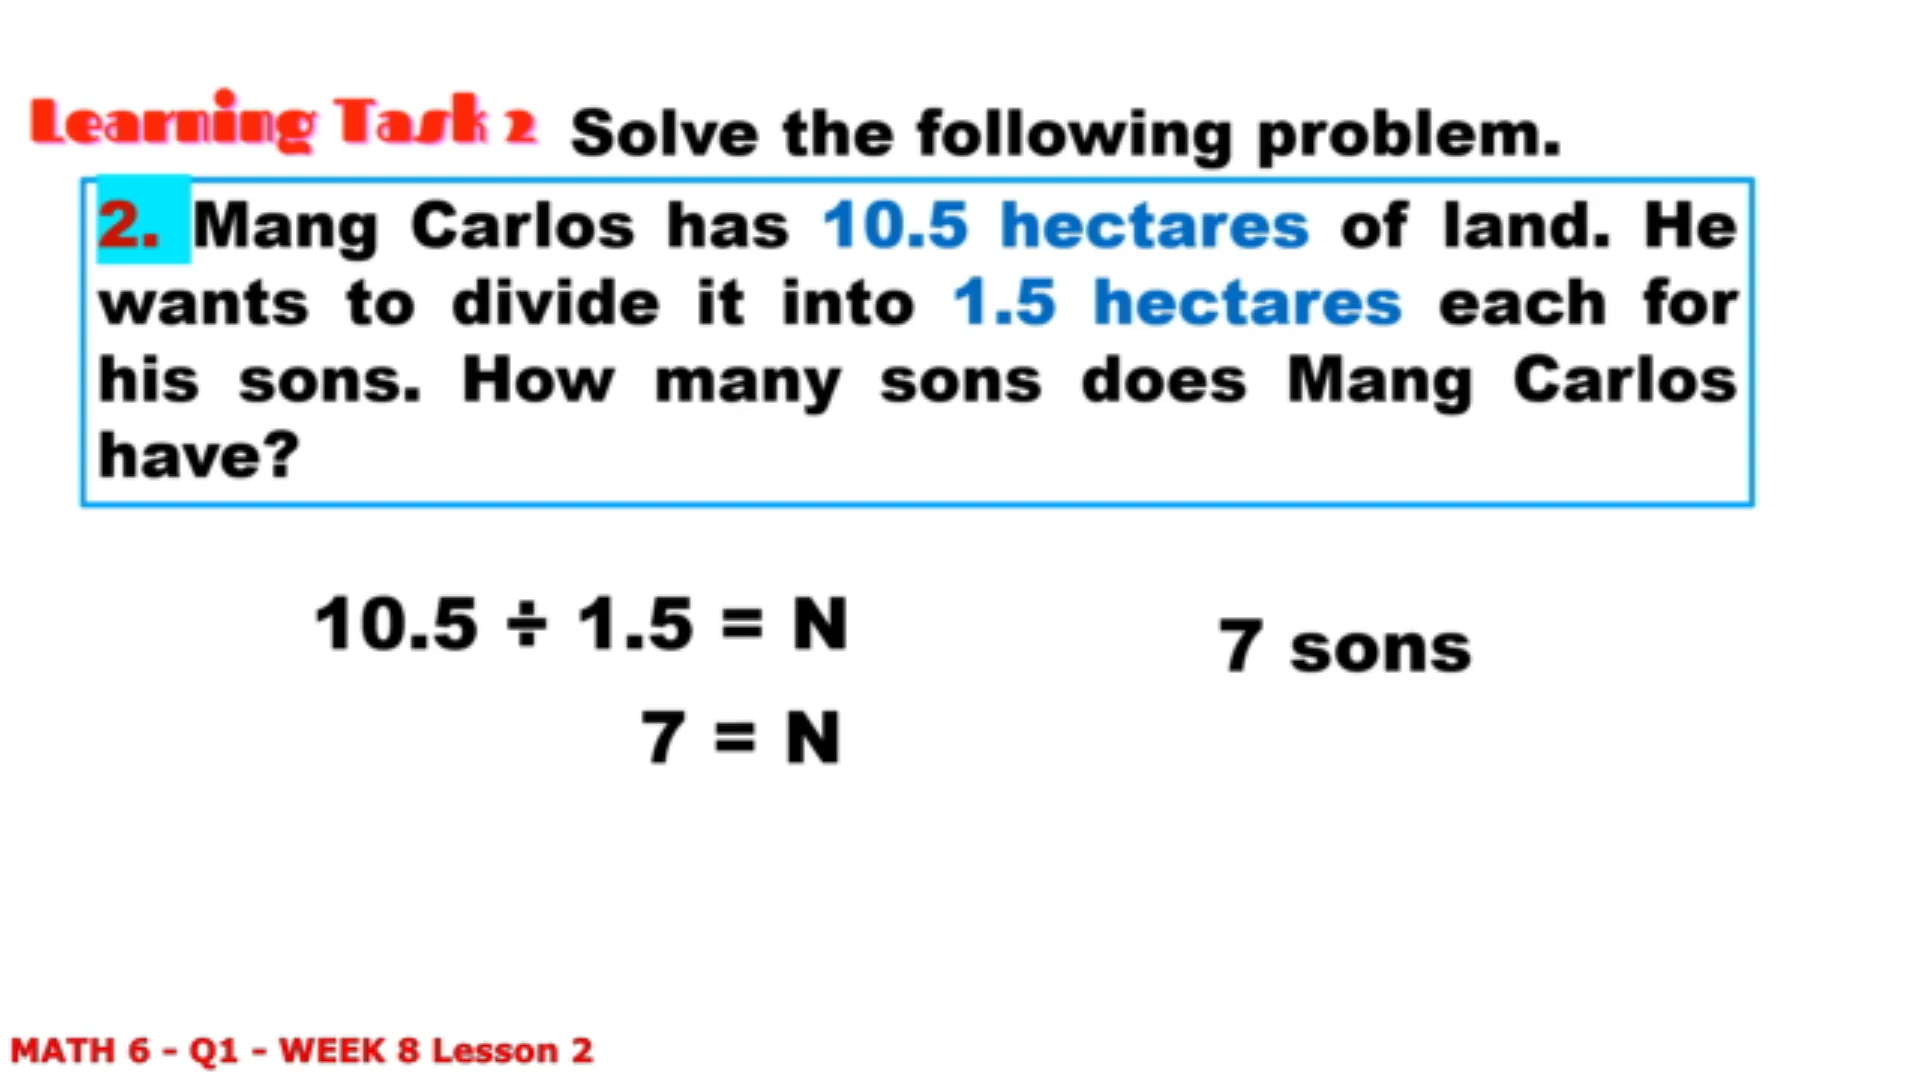 Learning Task 2 Solve the following problem.
2. Mang Carlos has 10.5 hectares of land. He
wants to divide it into 1.5 hectares each for
his sons. How many sons does Mang Carlos
have?
10.5 ÷ 1.5 = N
7 sons
7 = N
MATH 6 - Q1 - WEEK 8 Lesson 2